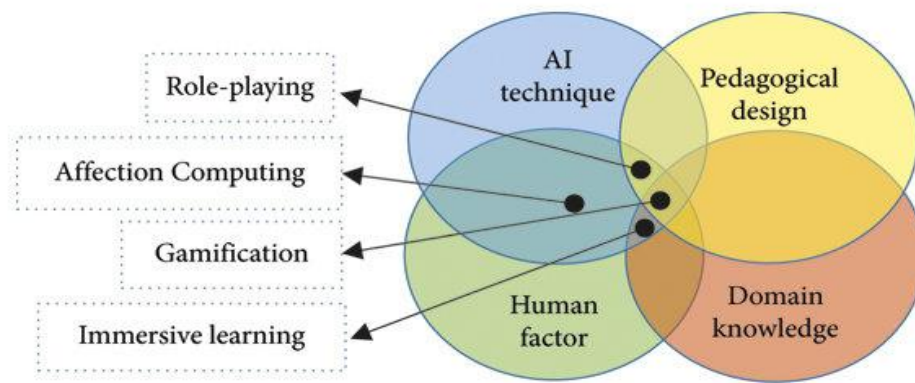 Role-playing
Affection Computing
Gamification
Immersive learning
AI
technique
Pedagogical
design
Human
factor
Domain
knowledge